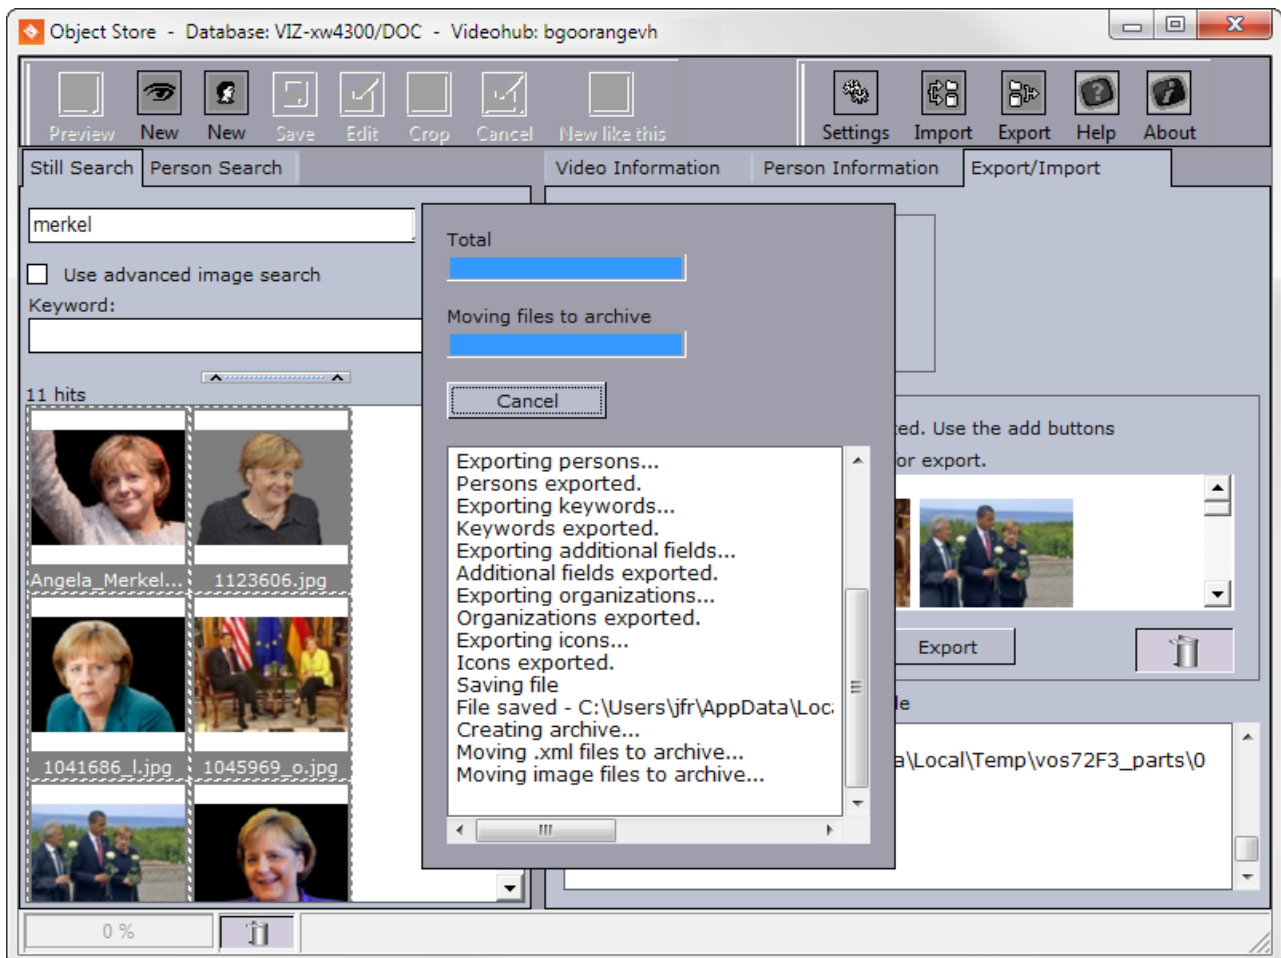 Object Store - Database: VIZ-xw4300/DOC - Videohub: bgoorangevh
Preview New New Save Edit Crop Cancel New like this Settings Import Export Help About
Still Search Person Search Video Information Person Information Export/Import
merkel
Use advanced image search
Keyword:
11 hits
Angela_Merkel... 1123606.jpg
1041686_l.jpg 1045969_o.jpg
Total
Moving files to archive
Cancel
Exporting persons...
Persons exported.
Exporting keywords...
Keywords exported.
Exporting additional fields...
Additional fields exported.
Exporting organizations...
Organizations exported.
Exporting icons...
Icons exported.
Saving file
File saved - C:\Users\jfr\AppData\Loca
Creating archive...
Moving .xml files to archive...
Moving image files to archive...
ted. Use the add buttons
or export.
Export
le
a\Local\Temp\vos72F3_parts\0
0 %